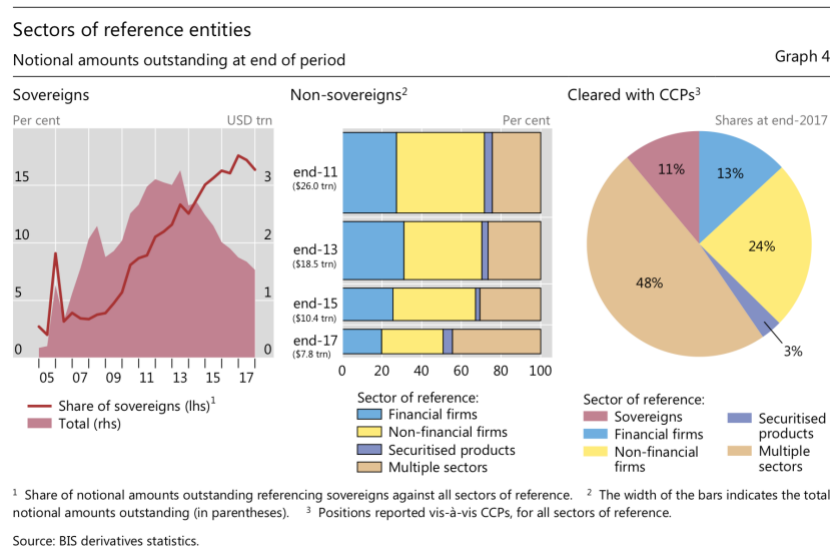 Sectors of reference entities
Notional amounts outstanding at end of period
Graph 4
Sovereigns
Non-sovereigns²
Cleared with CCPs³
Per cent
USD trn
Per cent
Shares at end-2017
15
10
5
0
3
2
1
0
05 07 09 11 13 15 17
Share of sovereigns (lhs)¹
Total (rhs)
end-11
($26.0 trn)
end-13
($18.5 trn)
end-15
($10.4 trn)
end-17
($7.8 trn)
0 20 40 60 80 100
Sector of reference:
Financial firms
Non-financial firms
Securitised products
Multiple sectors
11%
13%
24%
48%
3%
Sector of reference:
Sovereigns
Financial firms
Non-financial
firms
Securitised
products
Multiple
sectors
¹ Share of notional amounts outstanding referencing sovereigns against all sectors of reference. ² The width of the bars indicates the total
notional amounts outstanding (in parentheses). ³ Positions reported vis-à-vis CCPs, for all sectors of reference.
Source: BIS derivatives statistics.